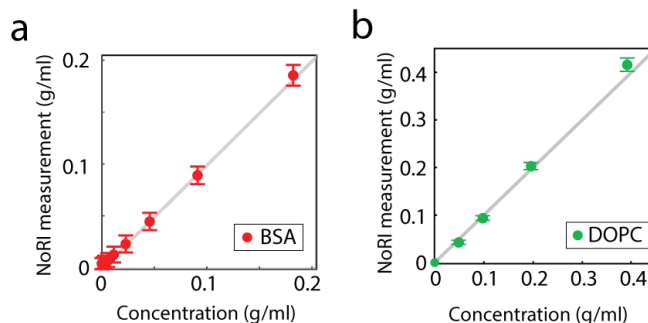 a
NoRI measurement (g/ml)
0.2
0.1
0
0
0.1
0.2
BSA
Concentration (g/ml)
b
NoRI measurement (g/ml)
0.4
0.3
0.2
0.1
0
0
0.1
0.2
0.3
0.4
DOPC
Concentration (g/ml)